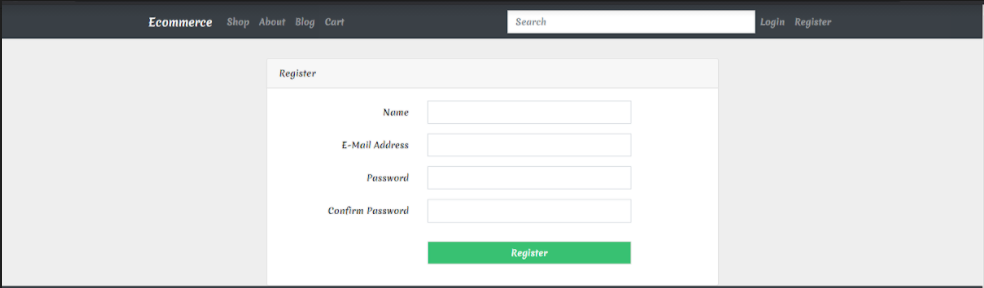 Ecommerce Shop About Blog Cart Search Login Register
Register
Name
E-Mail Address
Password
Confirm Password
Register